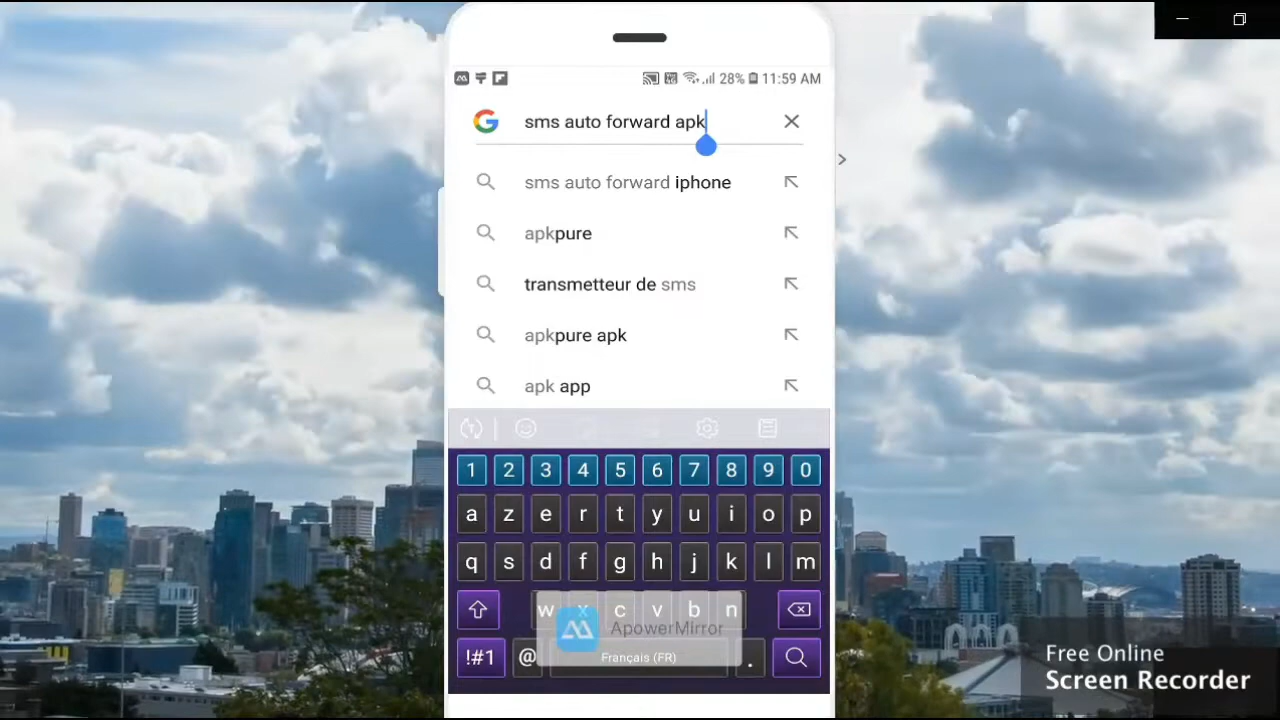 28% 11:59 AM
sms auto forward apk
sms auto forward iphone
apkpure
transmetteur de sms
apkpure apk
apk app
1 2 3 4 5 6 7 8 9 0
a z e r t y u i o p
q s d f g h j k l m
w x c v b n
ApowerMirror
!#1 @ Français (FR) .
Free Online
Screen Recorder